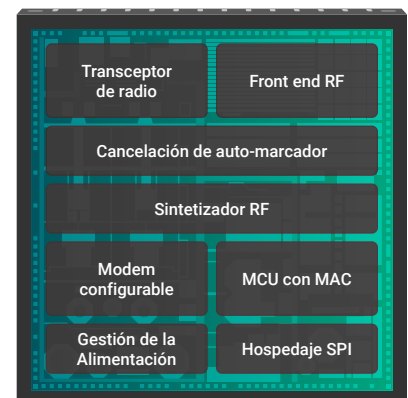 Transceptor
de radio
Front end RF
Cancelación de auto-marcador
Sintetizador RF
Modem
configurable
MCU con MAC
Gestión de la
Alimentación
Hospedaje SPI